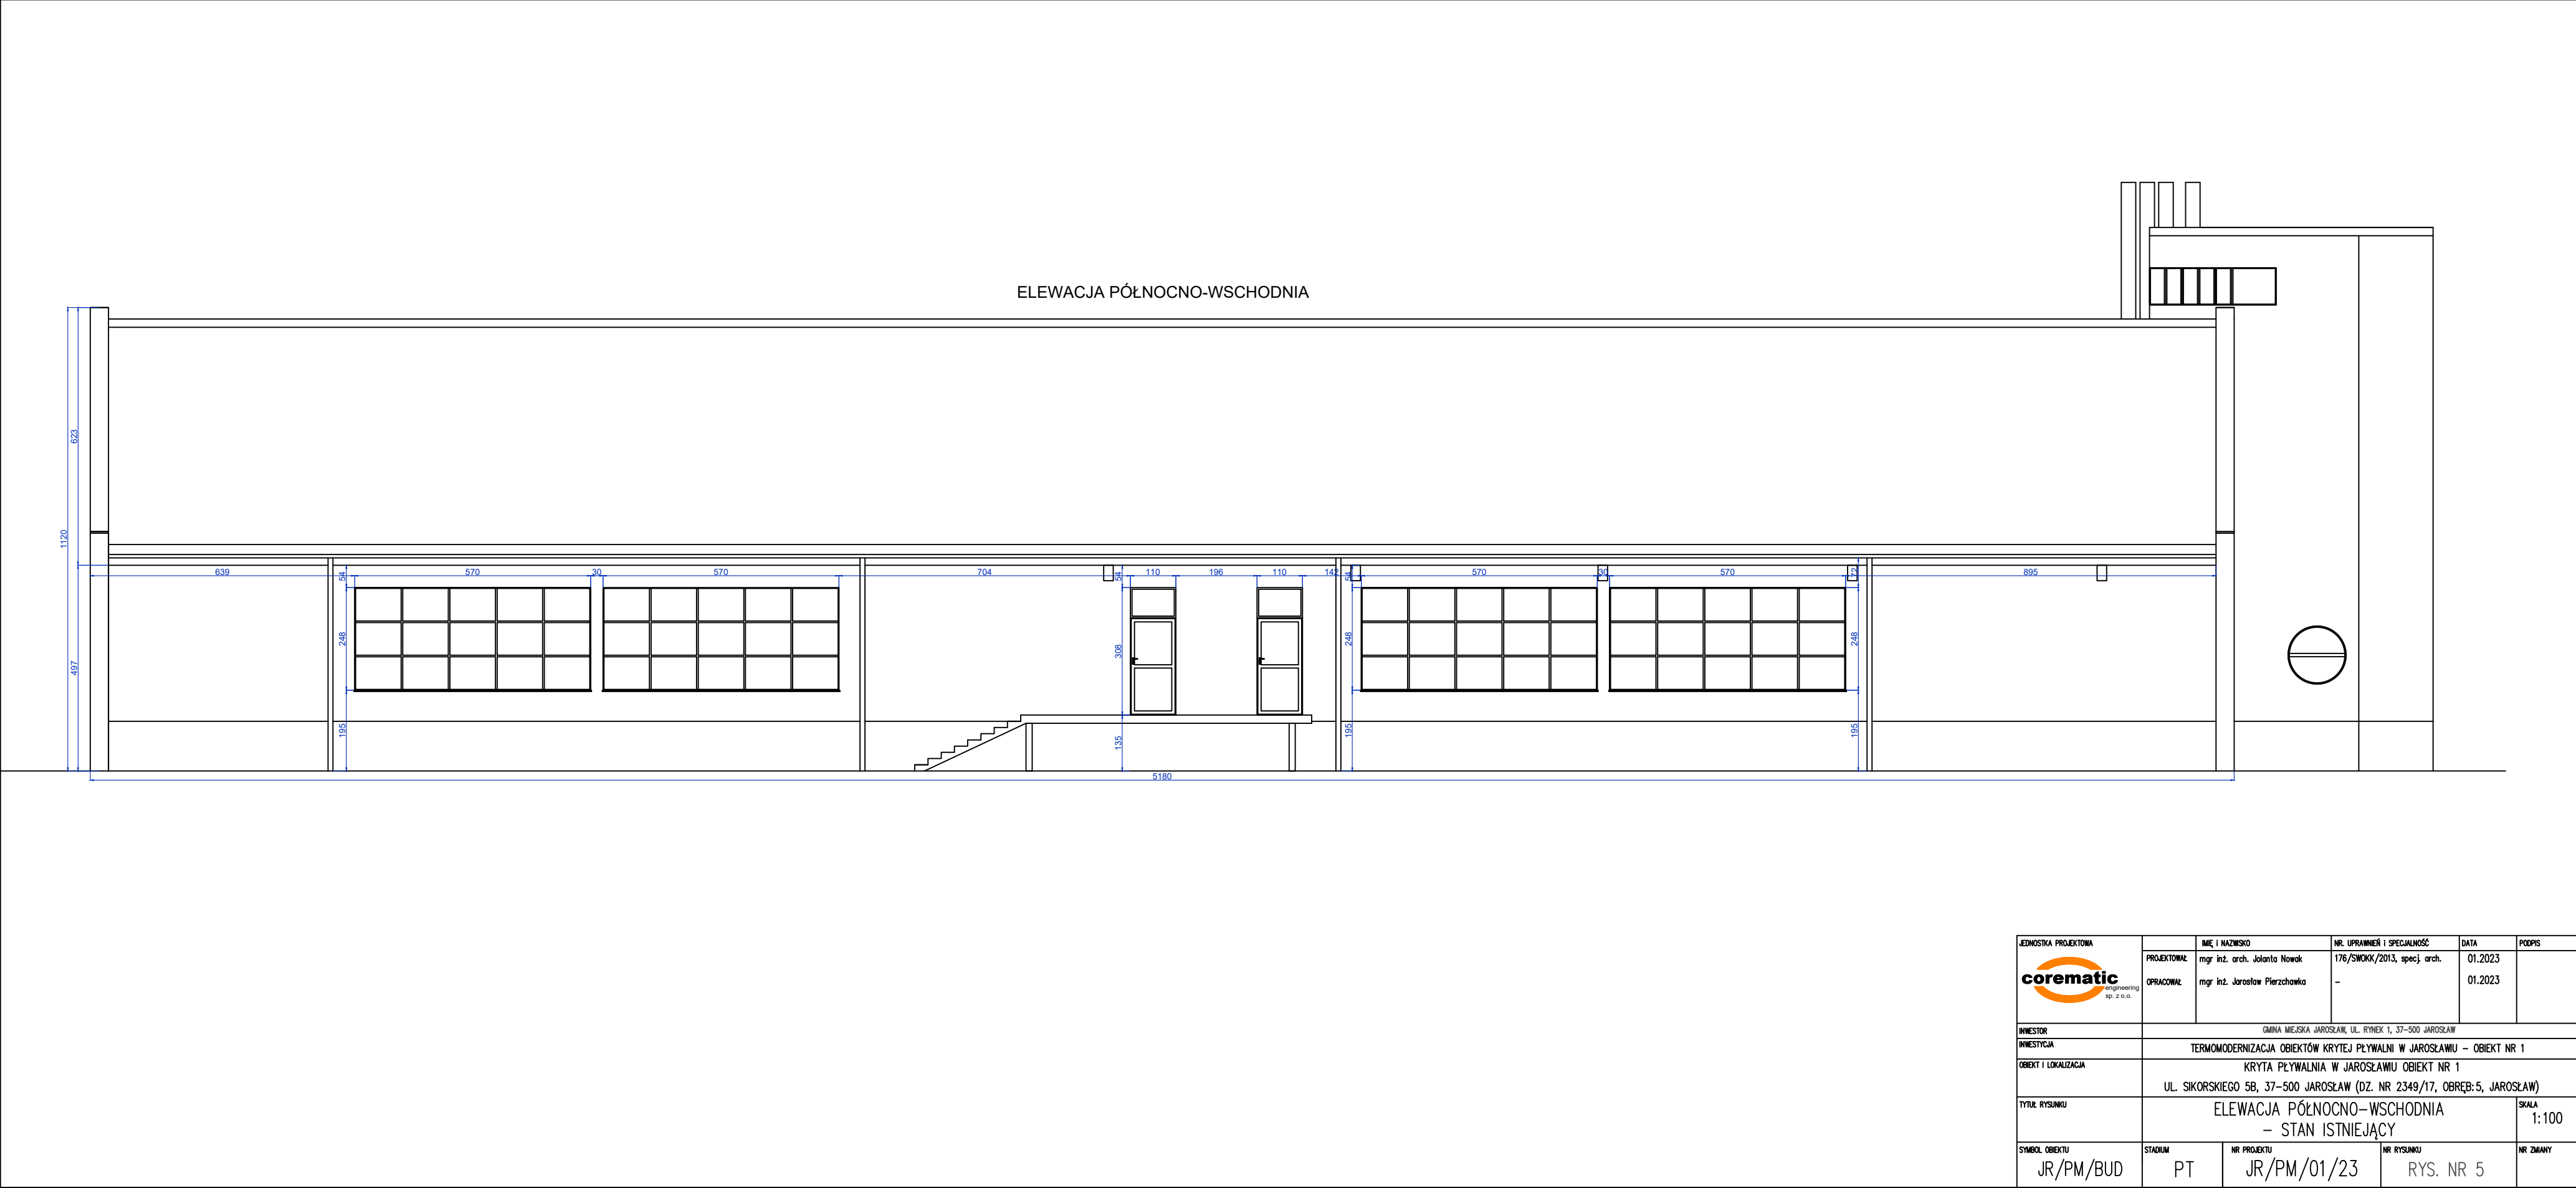 ELEWACJA PÓŁNOCNO-WSCHODNIA
1120
623
497
639
54
570
30
570
704
54
110
196
110
142
54
570
30
570
72
895
248
308
248
248
195
135
195
195
5180
JEDNOSTKA PROJEKTOWA
IMIĘ i NAZWISKO
NR. UPRAWNIEŃ i SPECJALNOŚĆ
DATA
PODPIS
corematic
engineering
sp. z o.o.
PROJEKTOWAŁ
mgr inż. arch. Jolanta Nowak
176/SWOKK/2013, specj. arch.
01.2023
OPRACOWAŁ
mgr inż. Jarosław Pierzchawka
-
01.2023
INWESTOR
GMINA MIEJSKA JAROSŁAW, UL. RYNEK 1, 37-500 JAROSŁAW
INWESTYCJA
TERMOMODERNIZACJA OBIEKTÓW KRYTEJ PŁYWALNI W JAROSŁAWIU - OBIEKT NR 1
OBIEKT I LOKALIZACJA
KRYTA PŁYWALNIA W JAROSŁAWIU OBIEKT NR 1
UL. SIKORSKIEGO 5B, 37-500 JAROSŁAW (DZ. NR 2349/17, OBRĘB: 5, JAROSŁAW)
TYTUŁ RYSUNKU
ELEWACJA PÓŁNOCNO-WSCHODNIA
- STAN ISTNIEJĄCY
SKALA
1:100
SYMBOL OBIEKTU
JR/PM/BUD
STADIUM
PT
NR PROJEKTU
JR/PM/01/23
NR RYSUNKU
RYS. NR 5
NR ZMIANY